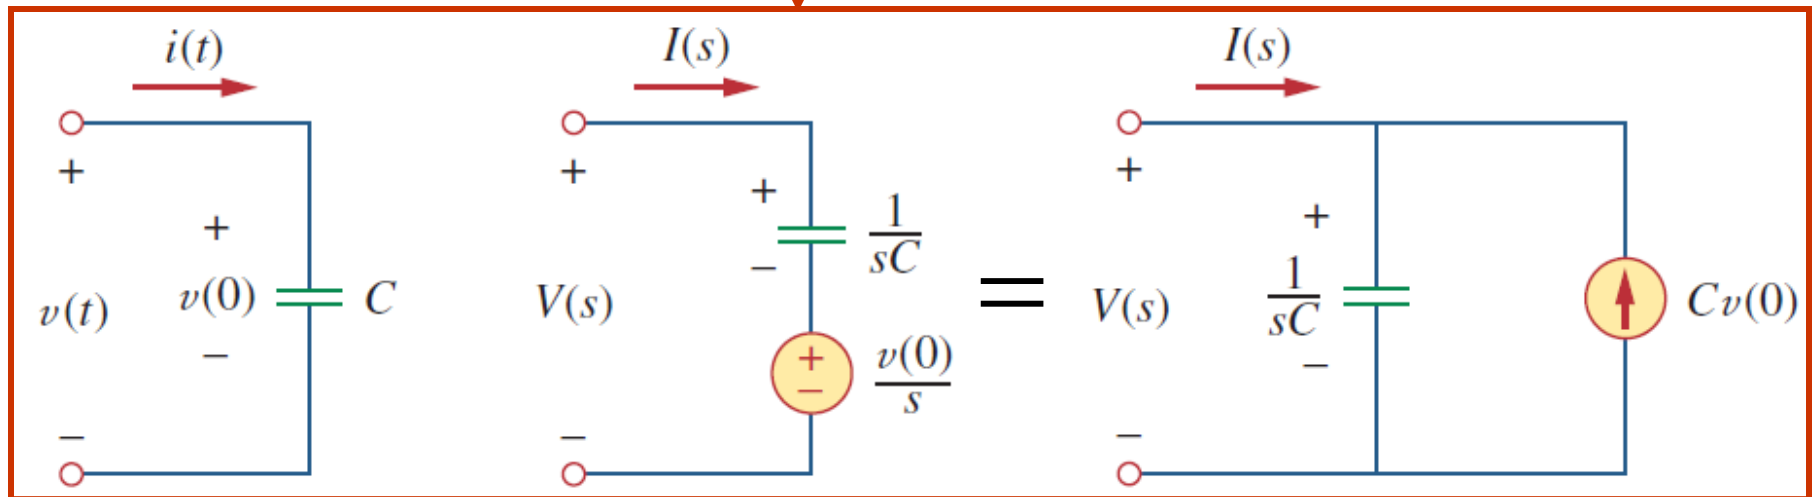 i(t)
+
v(t)
−
+
v(0)
−
C
I(s)
+
V(s)
−
+
−
1
sC
+
−
v(0)
s
=
I(s)
+
V(s)
−
+
1
sC
−
Cv(0)